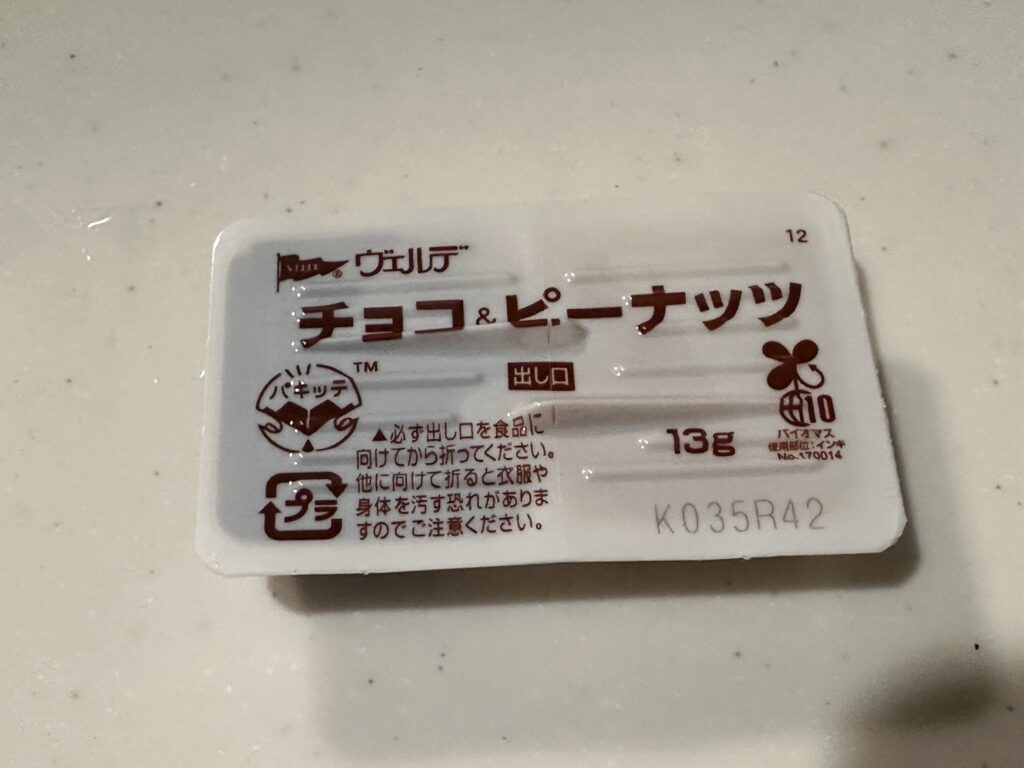 12
® ヴェルデ
チョコ&ピーナッツ
パキッテ TM
出し口
▲必ず出し口を食品に
向けてから折ってください。
他に向けて折ると衣服や
身体を汚す恐れがありま
すのでご注意ください。
プラ
13g
10
バイオマス
使用部位:インキ
No.170014
K035R42